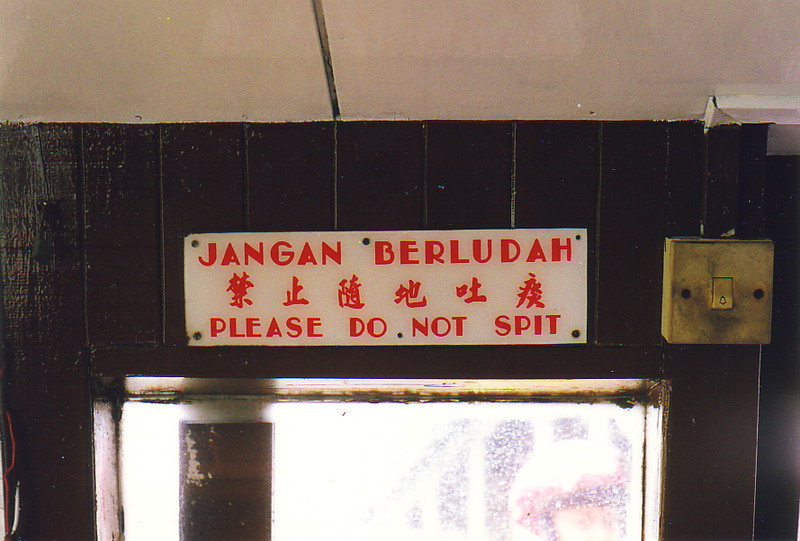 JANGAN BERLUDAH
禁止随地吐痰
PLEASE DO NOT SPIT